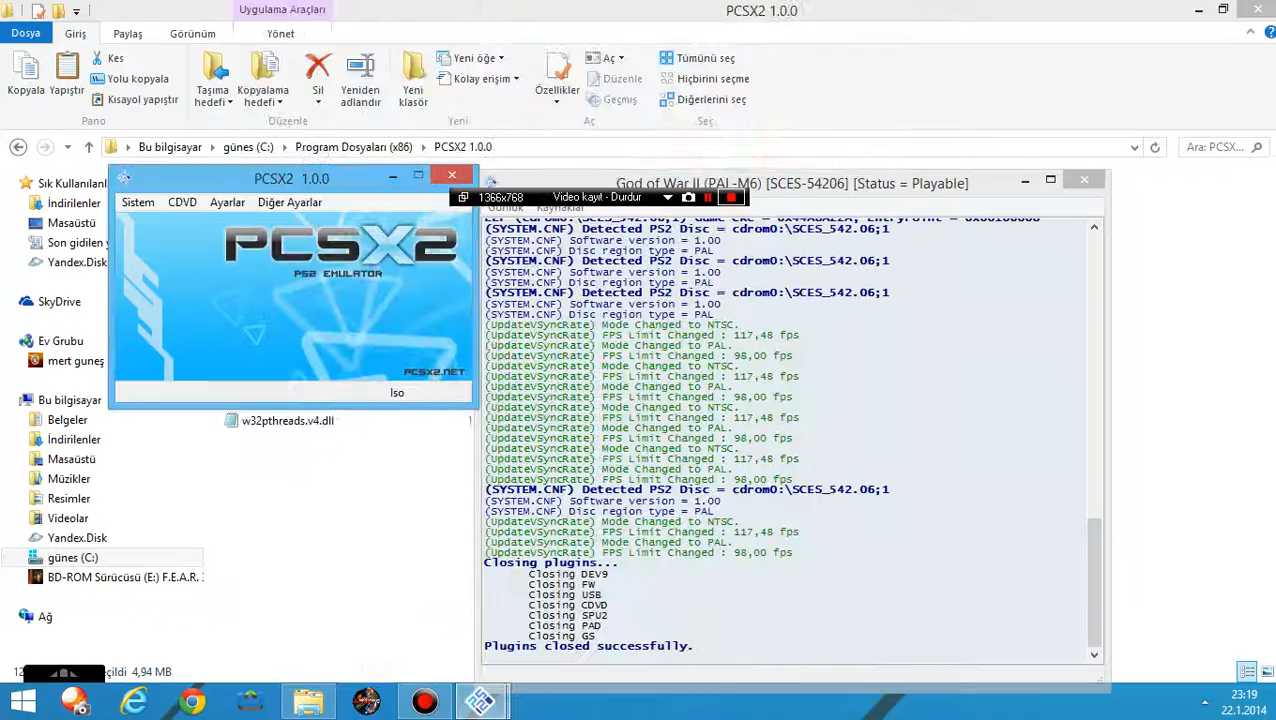 Uygulama Araçları
PCSX2 1.0.0
Dosya
Giriş
Paylaş
Görünüm
Yönet
Kopyala
Yapıştır
Kes
Yolu kopyala
Kısayol yapıştır
Taşıma hedefi
Kopyalama hedefi
Sil
Yeniden adlandır
Yeni klasör
Yeni öğe
Kolay erişim
Özellikler
Aç
Düzenle
Geçmiş
Tümünü seç
Hiçbirini seçme
Diğerlerini seç
Pano
Düzenle
Yeni
Aç
Seç
Bu bilgisayar
günes (C:)
Program Dosyaları (x86)
PCSX2 1.0.0
Ara: PCSX...
Sık Kullanılanl
İndirilenler
Masaüstü
Son gidilen y
Yandex.Disk
SkyDrive
Ev Grubu
mert guneş
Bu bilgisayar
Belgeler
İndirilenler
Masaüstü
Müzikler
Resimler
Videolar
Yandex.Disk
günes (C:)
BD-ROM Sürücüsü (E:) F.E.A.R.
Ağ
PCSX2 1.0.0
Sistem
CDVD
Ayarlar
Diğer Ayarlar
PCSX2
PS2 EMULATOR
PCSX2.NET
Iso
w32pthreads.v4.dll
God of War II (PAL-M6) [SCES-54206] [Status = Playable]
1366x768
Video kayıt - Durdur
(SYSTEM.CNF) Detected PS2 Disc = cdrom0:\SCES_542.06;1
(SYSTEM.CNF) Software version = 1.00
(SYSTEM.CNF) Disc region type = PAL
(SYSTEM.CNF) Detected PS2 Disc = cdrom0:\SCES_542.06;1
(SYSTEM.CNF) Software version = 1.00
(SYSTEM.CNF) Disc region type = PAL
(SYSTEM.CNF) Detected PS2 Disc = cdrom0:\SCES_542.06;1
(SYSTEM.CNF) Software version = 1.00
(SYSTEM.CNF) Disc region type = PAL
(UpdateVSyncRate) Mode Changed to NTSC.
(UpdateVSyncRate) FPS Limit Changed : 117,48 fps
(UpdateVSyncRate) Mode Changed to PAL.
(UpdateVSyncRate) FPS Limit Changed : 98,00 fps
(UpdateVSyncRate) Mode Changed to NTSC.
(UpdateVSyncRate) FPS Limit Changed : 117,48 fps
(UpdateVSyncRate) Mode Changed to PAL.
(UpdateVSyncRate) FPS Limit Changed : 98,00 fps
(UpdateVSyncRate) Mode Changed to NTSC.
(UpdateVSyncRate) FPS Limit Changed : 117,48 fps
(UpdateVSyncRate) Mode Changed to PAL.
(UpdateVSyncRate) FPS Limit Changed : 98,00 fps
(UpdateVSyncRate) Mode Changed to NTSC.
(UpdateVSyncRate) FPS Limit Changed : 117,48 fps
(UpdateVSyncRate) Mode Changed to PAL.
(UpdateVSyncRate) FPS Limit Changed : 98,00 fps
(SYSTEM.CNF) Detected PS2 Disc = cdrom0:\SCES_542.06;1
(SYSTEM.CNF) Software version = 1.00
(SYSTEM.CNF) Disc region type = PAL
(UpdateVSyncRate) Mode Changed to NTSC.
(UpdateVSyncRate) FPS Limit Changed : 117,48 fps
(UpdateVSyncRate) Mode Changed to PAL.
(UpdateVSyncRate) FPS Limit Changed : 98,00 fps
Closing plugins...
Closing DEV9
Closing FW
Closing USB
Closing CDVD
Closing SPU2
Closing PAD
Closing GS
Plugins closed successfully.
4,94 MB
23:19
22.1.2014